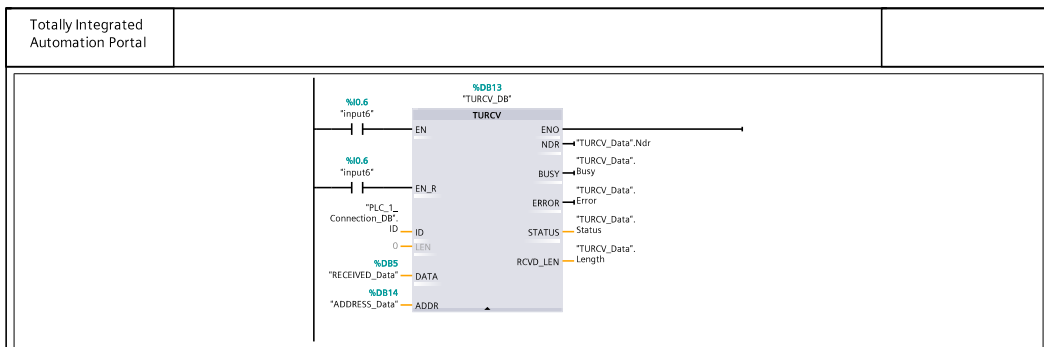 Totally Integrated
Automation Portal
%DB13
"TURCV_DB"
TURCV
%I0.6
"input6"
EN
ENO
NDR
"TURCV_Data".Ndr
%I0.6
"input6"
EN_R
BUSY
"TURCV_Data".
Busy
ERROR
"TURCV_Data".
Error
"PLC_1_
Connection_DB".
ID
ID
STATUS
"TURCV_Data".
Status
0
LEN
RCVD_LEN
"TURCV_Data".
Length
%DB5
"RECEIVED_Data"
DATA
%DB14
"ADDRESS_Data"
ADDR